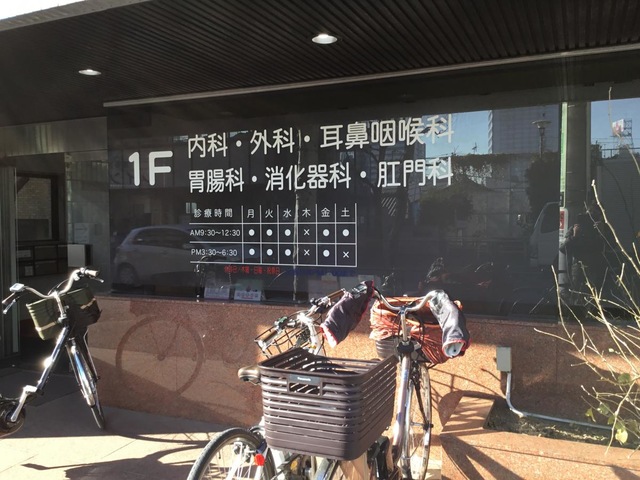 1F
内科・外科・耳鼻咽喉科
胃腸科・消化器科・肛門科
診療時間 月 火 水 木 金 土
AM9:30〜12:30 ● ● ● × ● ●
PM3:30〜6:30 ● ● ● × ● ×